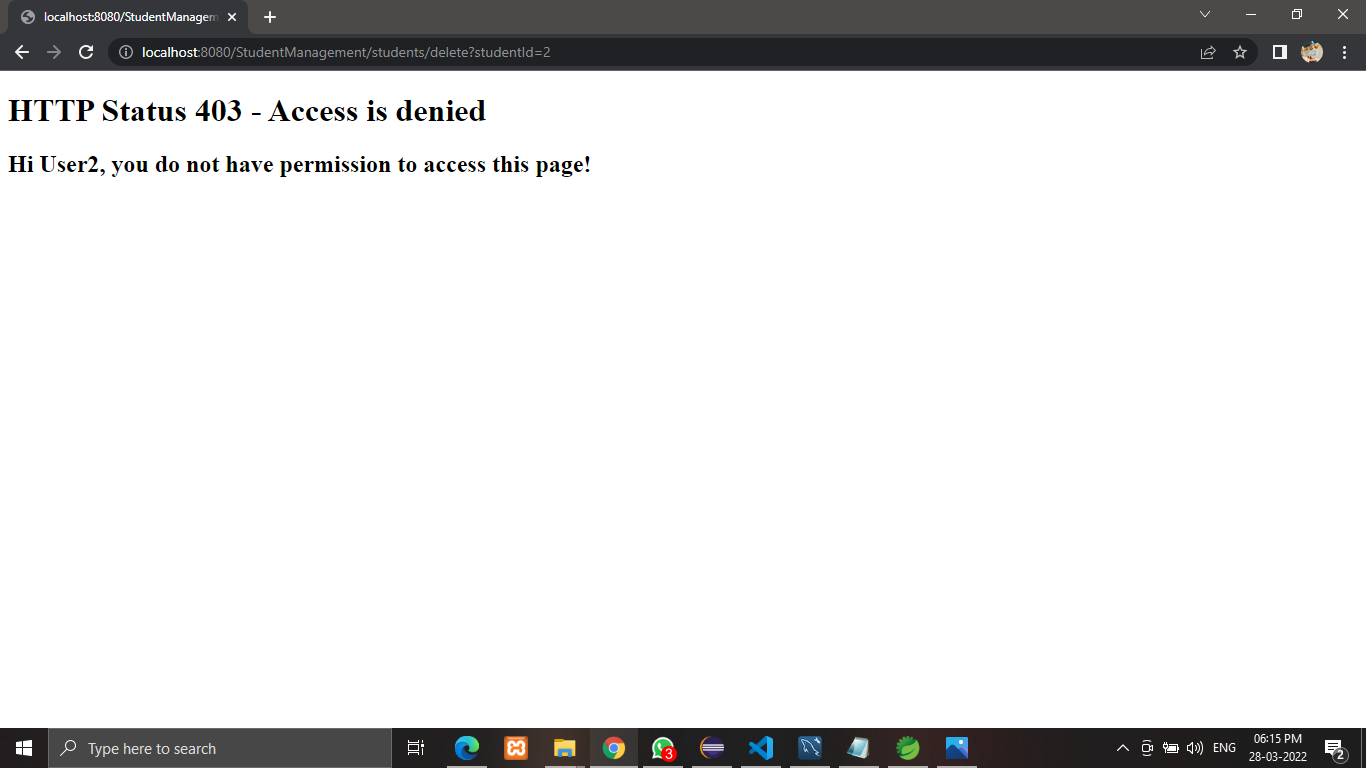 localhost:8080/StudentManagem
localhost:8080/StudentManagement/students/delete?studentId=2
HTTP Status 403 - Access is denied
Hi User2, you do not have permission to access this page!
Type here to search
3
ENG
06:15 PM
28-03-2022
2